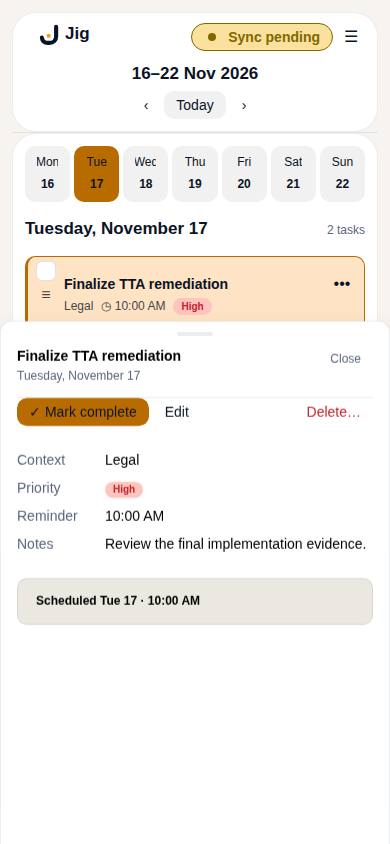 Jig
Sync pending ☰
16–22 Nov 2026
‹ Today ›
Mon Tue Wed Thu Fri Sat Sun
16 17 18 19 20 21 22
Tuesday, November 17 2 tasks
Finalize TTA remediation •••
≡
Legal ◷ 10:00 AM High
Finalize TTA remediation Close
Tuesday, November 17
✓ Mark complete Edit Delete…
Context Legal
Priority High
Reminder 10:00 AM
Notes Review the final implementation evidence.
Scheduled Tue 17 · 10:00 AM